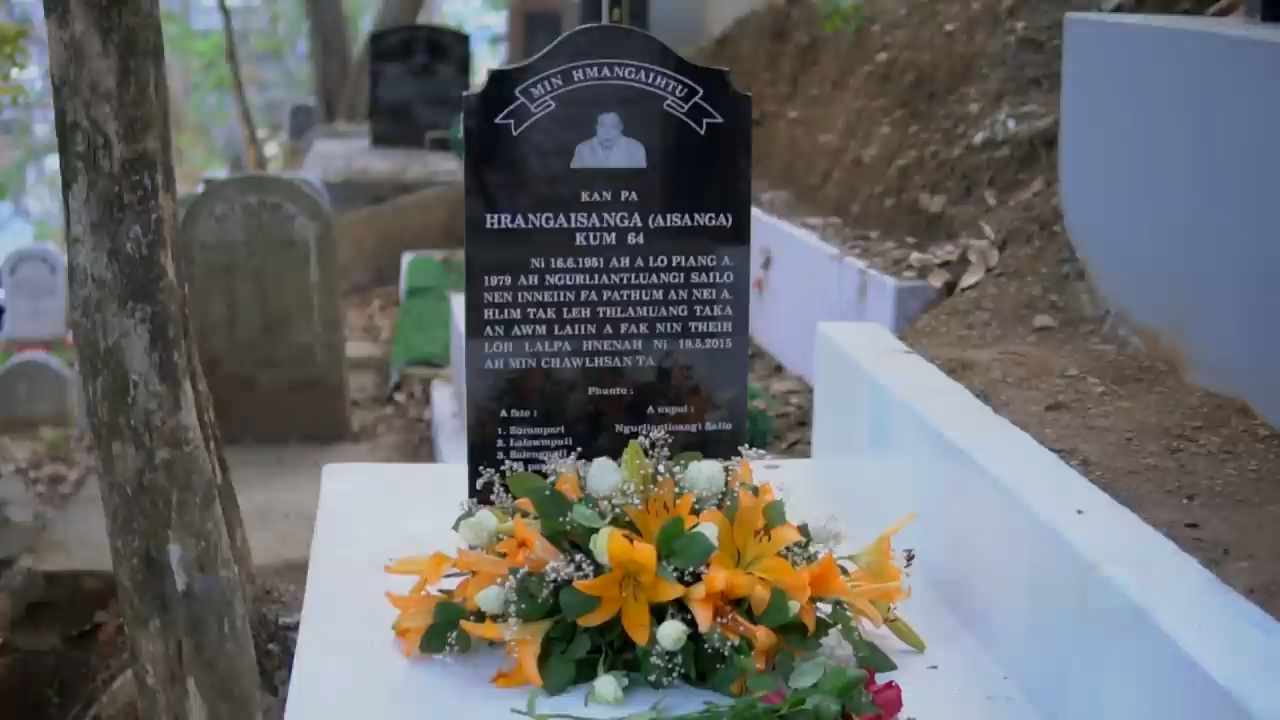 MIN HMANGAIHTU
KAN PA
HRANGAISANGA (AISANGA)
KUM 64
Ni 16.6.1951 AH A LO PIANG A.
1979 AH NGURLIANTLUANGI SAILO
NEN INNEIIN FA PATHUM AN NEI A.
HLIM TAK LEH THLAMUANG TAKA
AN AWM LAIIN A FAK NIN THEIH
LOH LALPA HNENAH Ni 19.5.2015
AH MIN CHAWLHSAN TA.
Phuntu :
A fate :
A nupui :
1. Zorampari
Ngurliantluangi Sailo
2. Lalawmpuii
3.